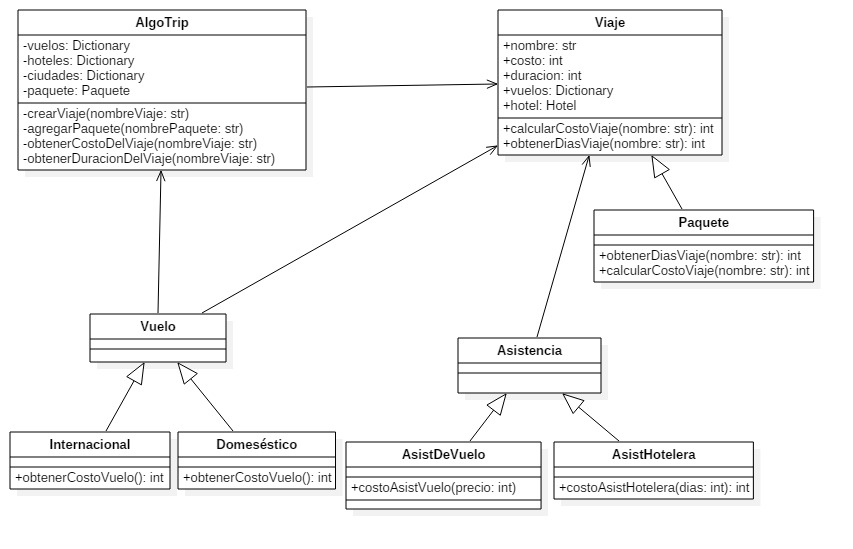 AlgoTrip
-vuelos: Dictionary
-hoteles: Dictionary
-ciudades: Dictionary
-paquete: Paquete
-crearViaje(nombreViaje: str)
-agregarPaquete(nombrePaquete: str)
-obtenerCostoDelViaje(nombreViaje: str)
-obtenerDuracionDelViaje(nombreViaje: str)
Viaje
+nombre: str
+costo: int
+duracion: int
+vuelos: Dictionary
+hotel: Hotel
+calcularCostoViaje(nombre: str): int
+obtenerDiasViaje(nombre: str): int
Paquete
+obtenerDiasViaje(nombre: str): int
+calcularCostoViaje(nombre: str): int
Vuelo
Asistencia
Internacional
+obtenerCostoVuelo(): int
Domeséstico
+obtenerCostoVuelo(): int
AsistDeVuelo
+costoAsistVuelo(precio: int)
AsistHotelera
+costoAsistHotelera(dias: int): int